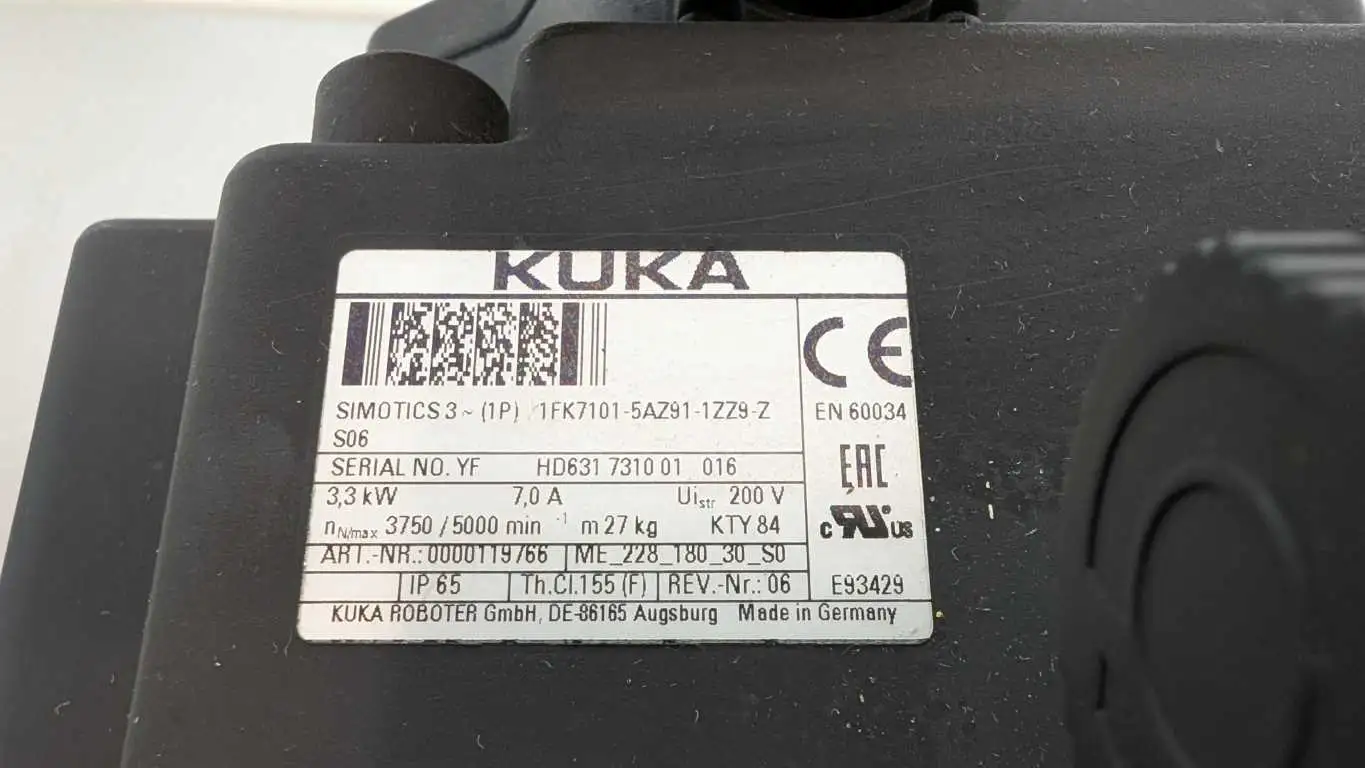 KUKA
SIMOTICS 3 ~ (1P) 1FK7101-5AZ91-1ZZ9-Z
S06
EN 60034
SERIAL NO. YF HD631 7310 01 016
EAC
3,3 kW 7,0 A Uistr 200 V
nN/max 3750 / 5000 min -1 m 27 kg KTY 84
c RU us
ART.-NR.: 0000119766 ME_228_180_30_S0
IP 65 Th.Cl.155 (F) REV.-Nr.: 06 E93429
KUKA ROBOTER GmbH, DE-86165 Augsburg Made in Germany
CE